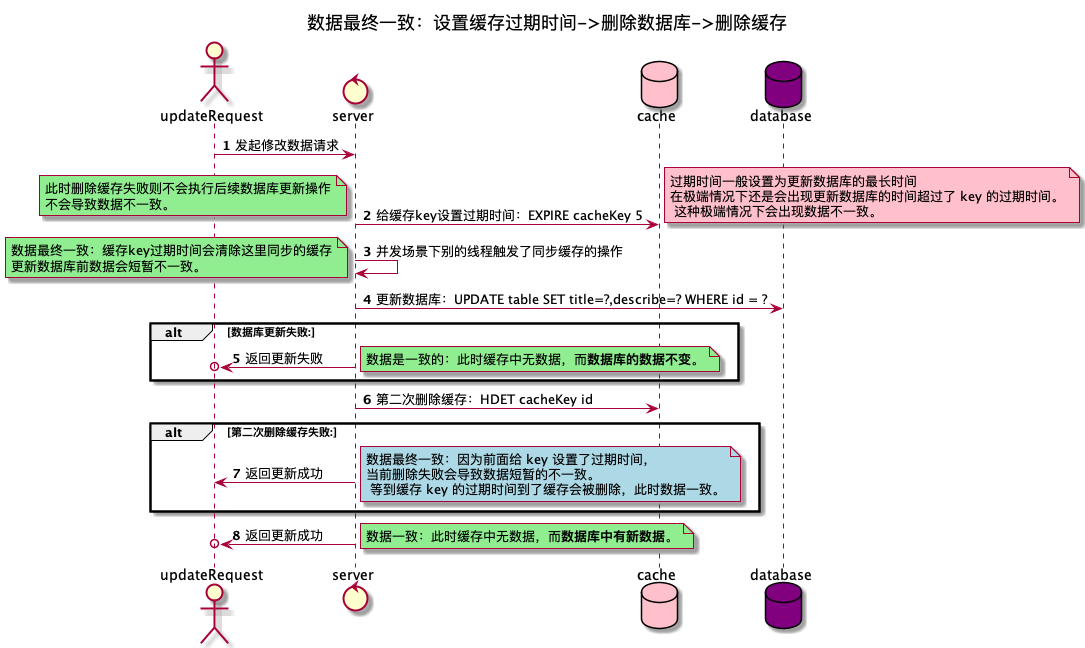 数据最终一致：设置缓存过期时间->删除数据库->删除缓存
updateRequest
server
cache
database
1 发起修改数据请求
此时删除缓存失败则不会执行后续数据库更新操作
不会导致数据不一致。
过期时间一般设置为更新数据库的最长时间
在极端情况下还是会出现更新数据库的时间超过了 key 的过期时间。
这种极端情况下会出现数据不一致。
2 给缓存key设置过期时间：EXPIRE cacheKey 5
数据最终一致：缓存key过期时间会清除这里同步的缓存
更新数据库前数据会短暂不一致。
3 并发场景下别的线程触发了同步缓存的操作
4 更新数据库：UPDATE table SET title=?,describe=? WHERE id = ?
alt [数据库更新失败:]
5 返回更新失败
数据是一致的：此时缓存中无数据，而数据库的数据不变。
6 第二次删除缓存：HDET cacheKey id
alt [第二次删除缓存失败:]
7 返回更新成功
数据最终一致：因为前面给 key 设置了过期时间，
当前删除失败会导致数据短暂的不一致。
等到缓存 key 的过期时间到了缓存会被删除，此时数据一致。
8 返回更新成功
数据一致：此时缓存中无数据，而数据库中有新数据。
updateRequest
server
cache
database